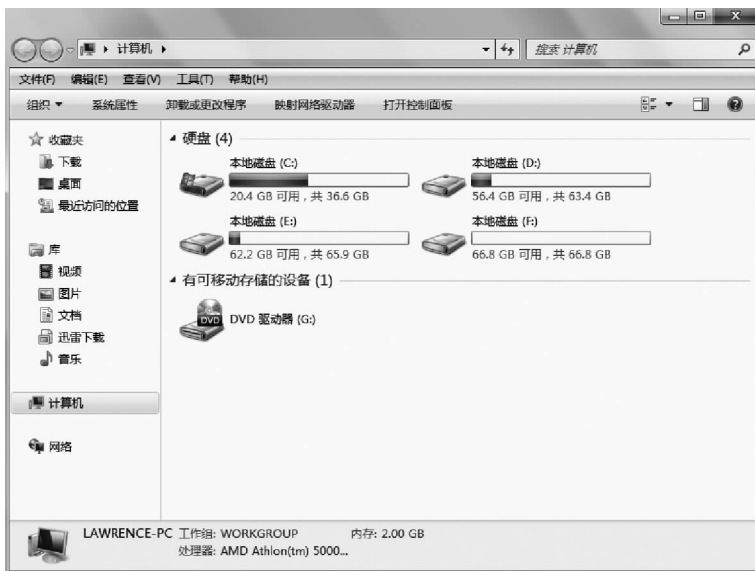 计算机
搜索 计算机
文件(F) 编辑(E) 查看(V) 工具(T) 帮助(H)
组织 系统属性 卸载或更改程序 映射网络驱动器 打开控制面板
收藏夹
下载
桌面
最近访问的位置
库
视频
图片
文档
迅雷下载
音乐
计算机
网络
硬盘 (4)
本地磁盘 (C:)
20.4 GB 可用，共 36.6 GB
本地磁盘 (D:)
56.4 GB 可用，共 63.4 GB
本地磁盘 (E:)
62.2 GB 可用，共 65.9 GB
本地磁盘 (F:)
66.8 GB 可用，共 66.8 GB
有可移动存储的设备 (1)
DVD
DVD 驱动器 (G:)
LAWRENCE-PC 工作组: WORKGROUP 内存: 2.00 GB
处理器: AMD Athlon(tm) 5000...